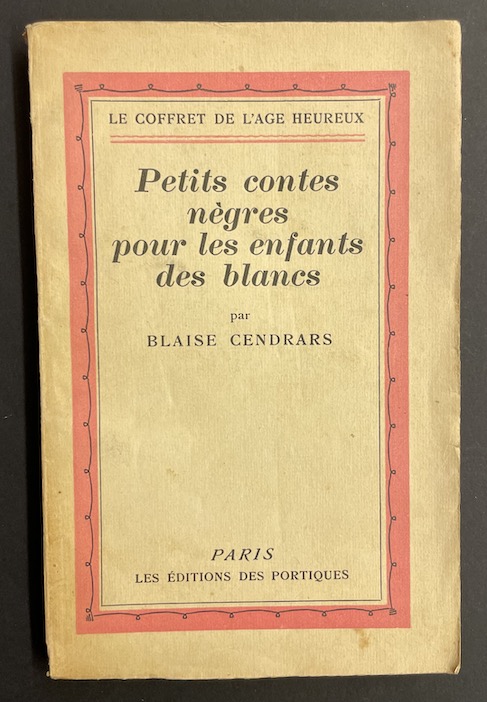 LE COFFRET DE L'AGE HEUREUX
Petits contes
nègres
pour les enfants
des blancs
par
BLAISE CENDRARS
PARIS
LES ÉDITIONS DES PORTIQUES